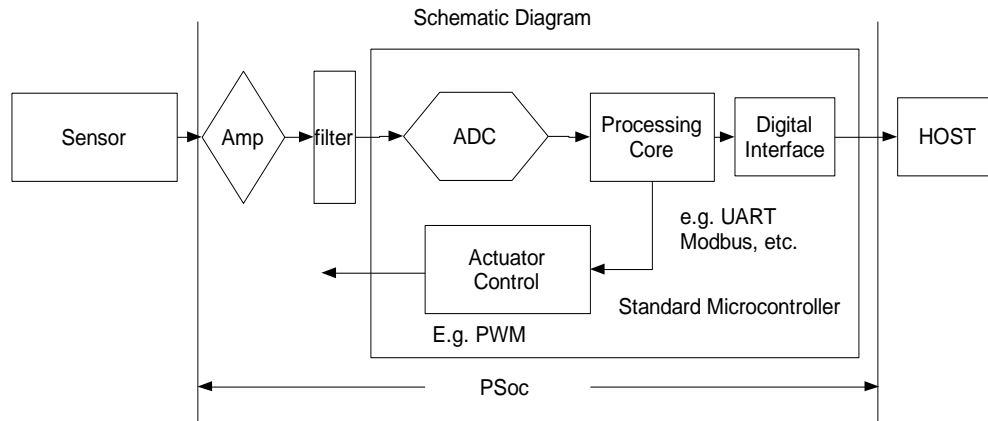 Schematic Diagram
Sensor
Amp
filter
ADC
Processing
Core
Digital
Interface
HOST
e.g. UART
Modbus, etc.
Actuator
Control
Standard Microcontroller
E.g. PWM
PSoc